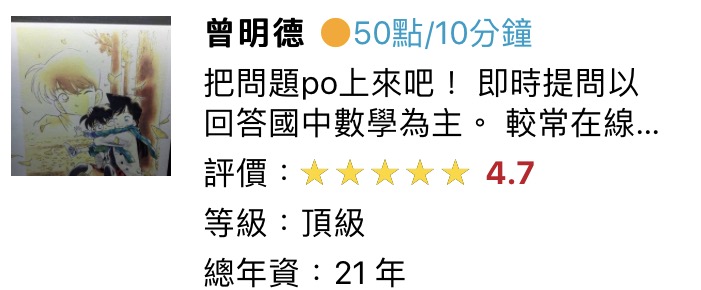 曾明德 50點/10分鐘
把問題po上來吧！ 即時提問以
回答國中數學為主。 較常在線...
評價：4.7
等級：頂級
總年資：21 年